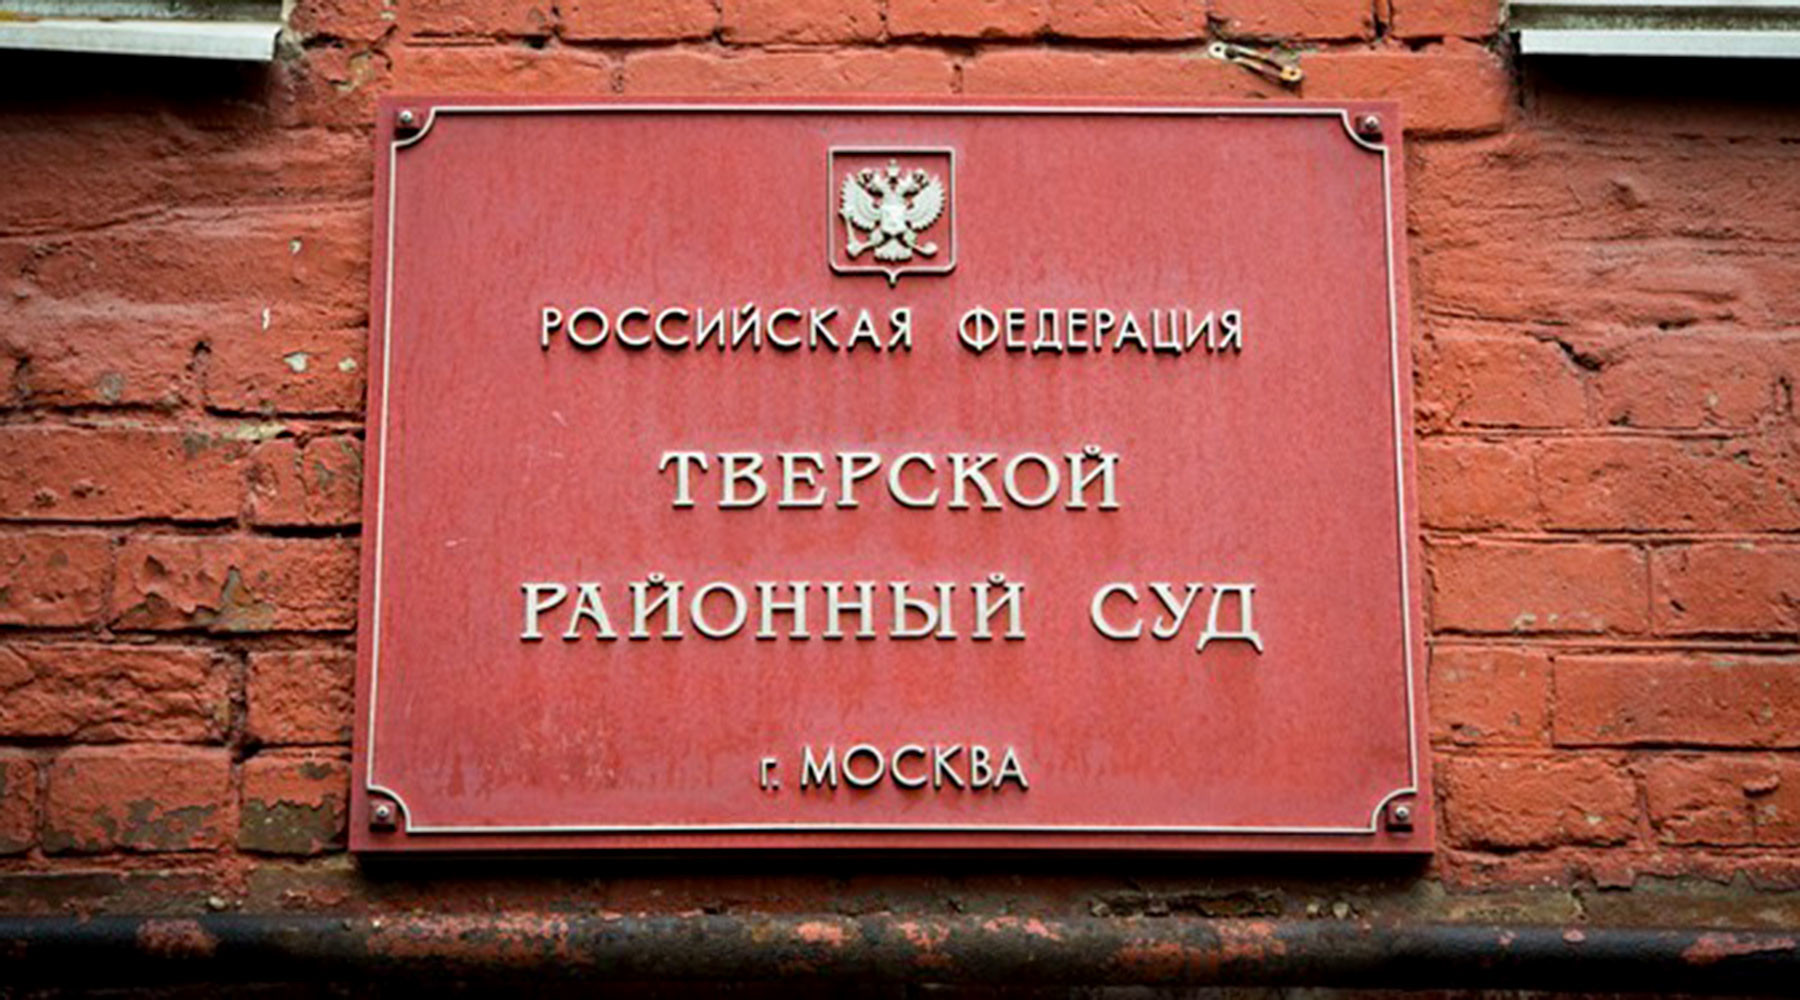 РОССИЙСКАЯ ФЕДЕРАЦИЯ
ТВЕРСКОЙ
РАЙОННЫЙ СУД
г. МОСКВА